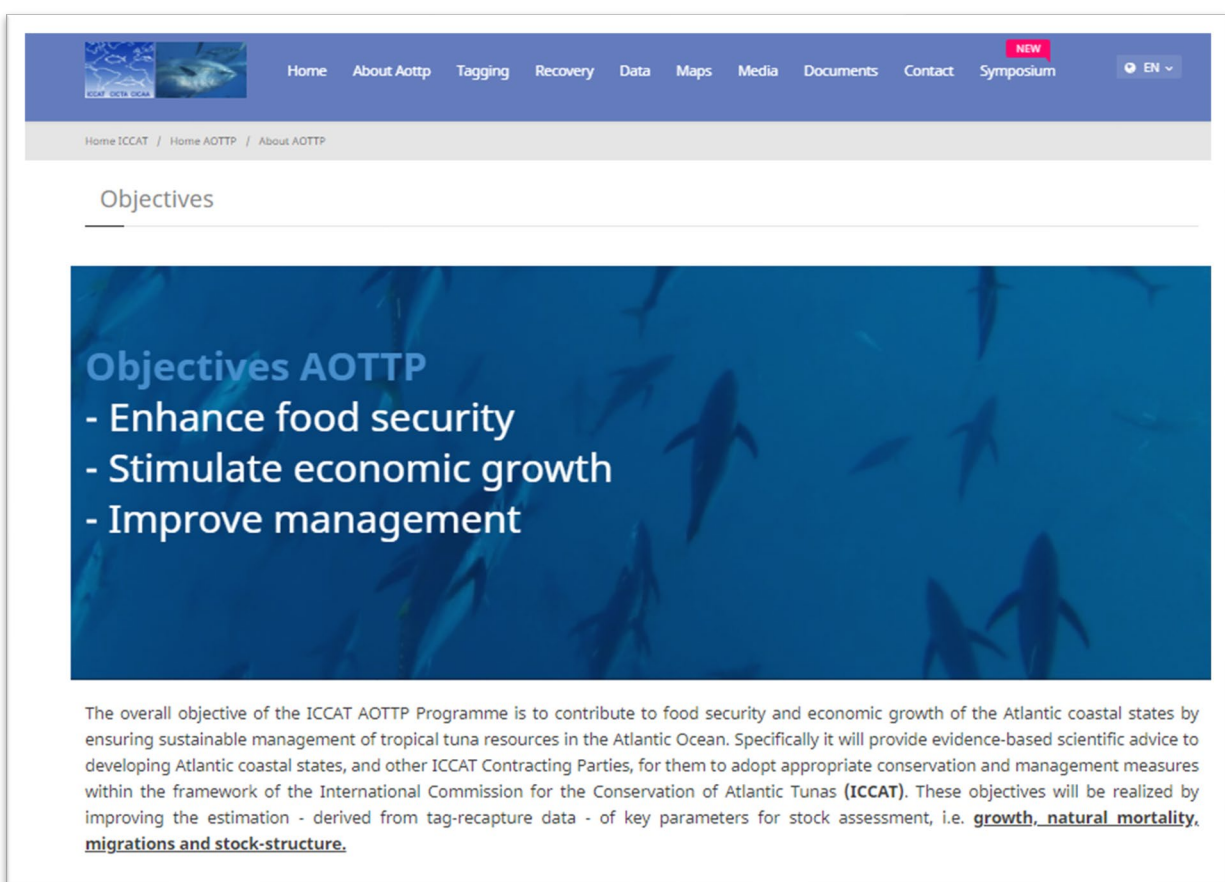 ICCAT CICTA CICAA
NEW
Home About Aottp Tagging Recovery Data Maps Media Documents Contact Symposium EN
Home ICCAT / Home AOTTP / About AOTTP
Objectives
Objectives AOTTP
- Enhance food security
- Stimulate economic growth
- Improve management
The overall objective of the ICCAT AOTTP Programme is to contribute to food security and economic growth of the Atlantic coastal states by
ensuring sustainable management of tropical tuna resources in the Atlantic Ocean. Specifically it will provide evidence-based scientific advice to
developing Atlantic coastal states, and other ICCAT Contracting Parties, for them to adopt appropriate conservation and management measures
within the framework of the International Commission for the Conservation of Atlantic Tunas (ICCAT). These objectives will be realized by
improving the estimation - derived from tag-recapture data - of key parameters for stock assessment, i.e. growth, natural mortality,
migrations and stock-structure.